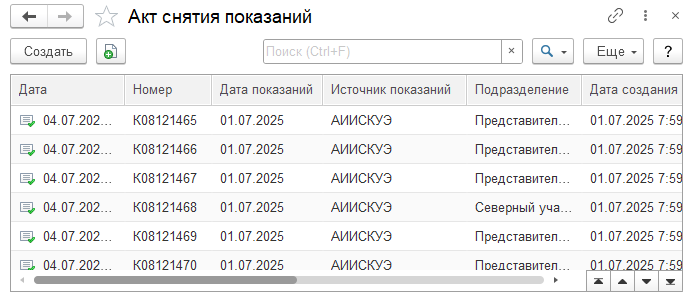 Акт снятия показаний
Создать Поиск (Ctrl+F) × Еще ?
Дата Номер Дата показаний Источник показаний Подразделение Дата создания
04.07.202... К08121465 01.07.2025 АИИСКУЭ Представител... 01.07.2025 7:59
04.07.202... К08121466 01.07.2025 АИИСКУЭ Представител... 01.07.2025 7:59
04.07.202... К08121467 01.07.2025 АИИСКУЭ Представител... 01.07.2025 7:59
04.07.202... К08121468 01.07.2025 АИИСКУЭ Северный уча... 01.07.2025 7:59
04.07.202... К08121469 01.07.2025 АИИСКУЭ Представител... 01.07.2025 7:59
04.07.202... К08121470 01.07.2025 АИИСКУЭ Представител... 01.07.2025 7:59